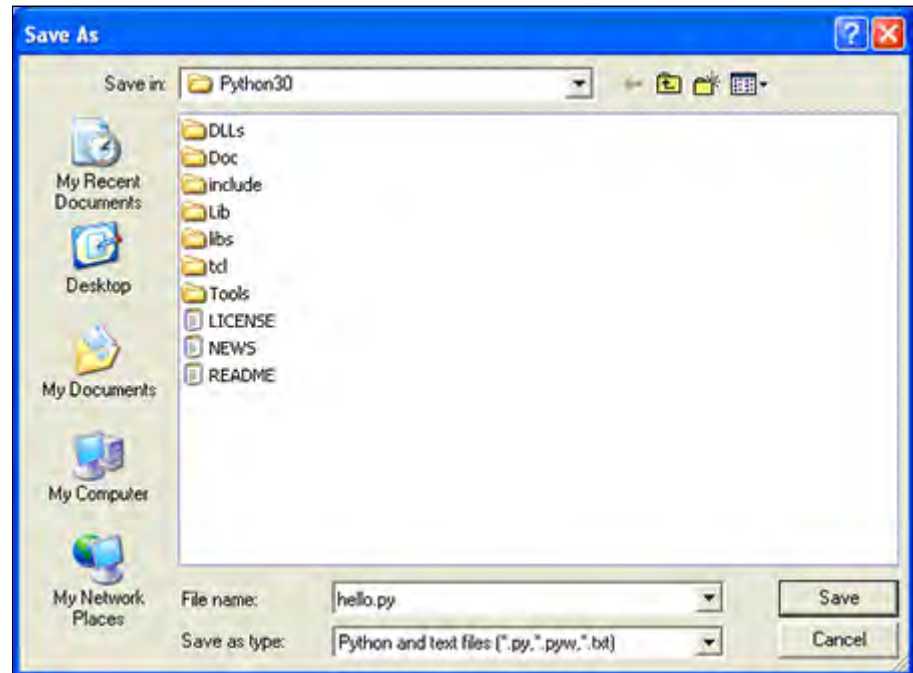 Save As
Save in:
Python30
My Recent
Documents
Desktop
My Documents
My Computer
My Network
Places
DLLs
Doc
include
Lib
libs
tcl
Tools
LICENSE
NEWS
README
File name:
hello.py
Save
Save as type:
Python and text files (*.py,*.pyw,*.txt)
Cancel